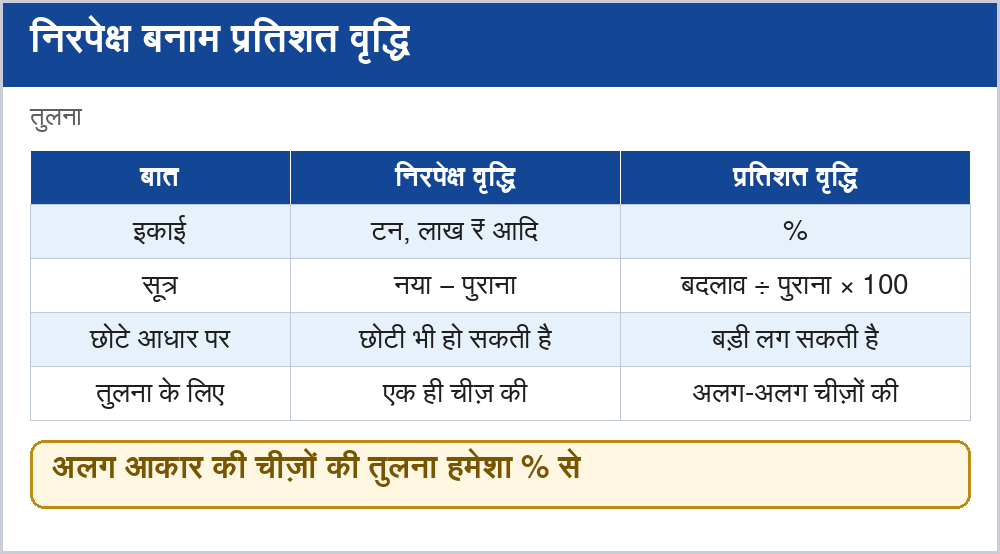 निरपेक्ष बनाम प्रतिशत वृद्धि
तुलना
बात निरपेक्ष वृद्धि प्रतिशत वृद्धि
इकाई टन, लाख ₹ आदि %
सूत्र नया – पुराना बदलाव ÷ पुराना × 100
छोटे आधार पर छोटी भी हो सकती है बड़ी लग सकती है
तुलना के लिए एक ही चीज़ की अलग-अलग चीज़ों की
अलग आकार की चीज़ों की तुलना हमेशा % से